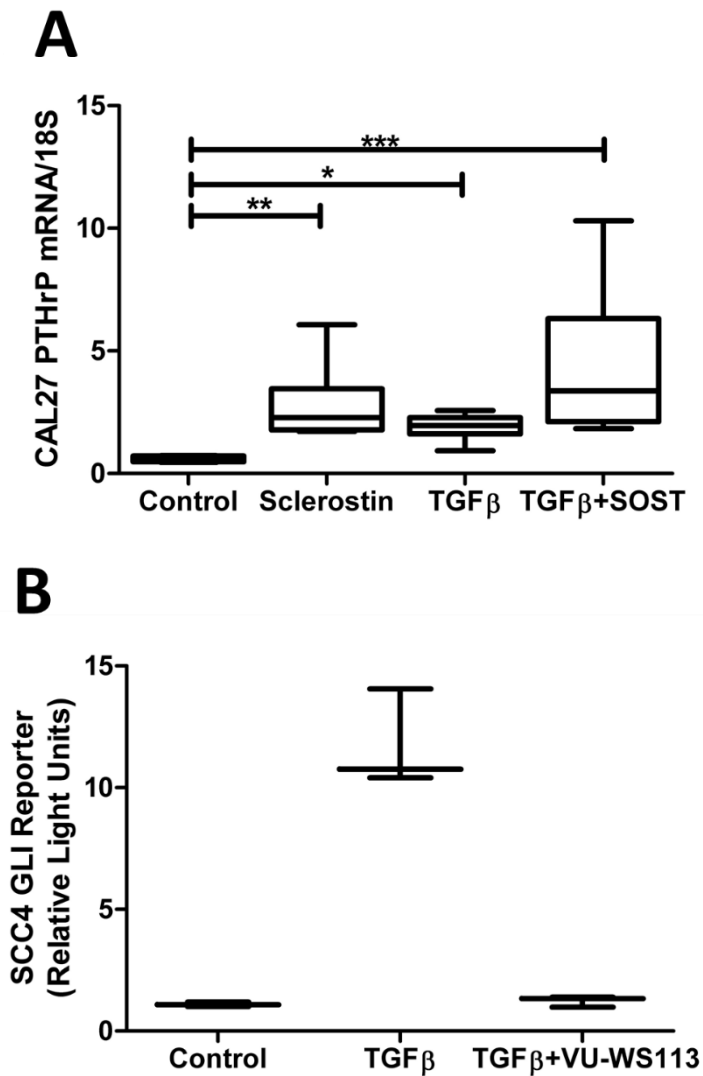 A
CAL27 PTHrP mRNA/18S
15
10
5
0
***
*
**
Control Sclerostin TGFβ TGFβ+SOST
B
SCC4 GLI Reporter
(Relative Light Units)
15
10
5
0
Control TGFβ TGFβ+VU-WS113